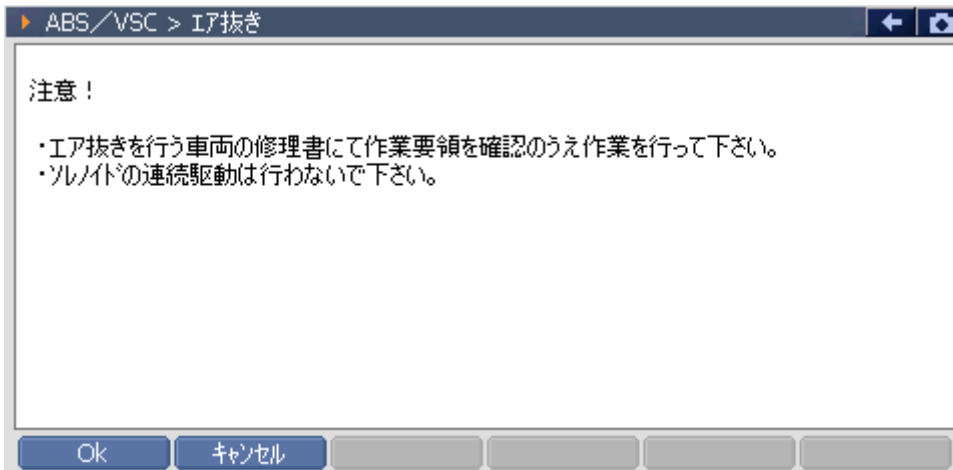 ABS／VSC > ｴｱ抜き
注意！
・エア抜きを行う車両の修理書にて作業要領を確認のうえ作業を行って下さい。
・ｿﾚﾉｲﾄﾞの連続駆動は行わないで下さい。
Ok
ｷｬﾝｾﾙ